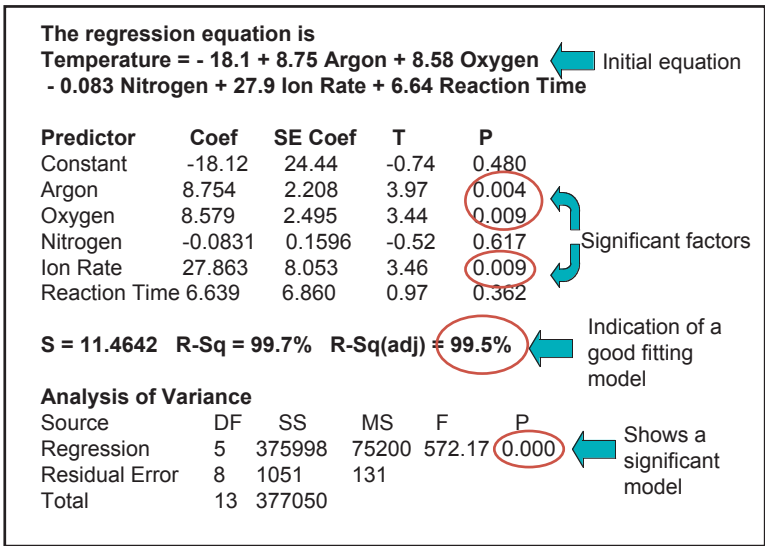 The regression equation is
Temperature = - 18.1 + 8.75 Argon + 8.58 Oxygen
Initial equation
- 0.083 Nitrogen + 27.9 Ion Rate + 6.64 Reaction Time
Predictor Coef SE Coef T P
Constant -18.12 24.44 -0.74 0.480
Argon 8.754 2.208 3.97 0.004
Oxygen 8.579 2.495 3.44 0.009
Nitrogen -0.0831 0.1596 -0.52 0.617
Significant factors
Ion Rate 27.863 8.053 3.46 0.009
Reaction Time 6.639 6.860 0.97 0.362
S = 11.4642 R-Sq = 99.7% R-Sq(adj) = 99.5%
Indication of a
good fitting
model
Analysis of Variance
Source DF SS MS F P
Regression 5 375998 75200 572.17 0.000
Residual Error 8 1051 131
Total 13 377050
Shows a
significant
model